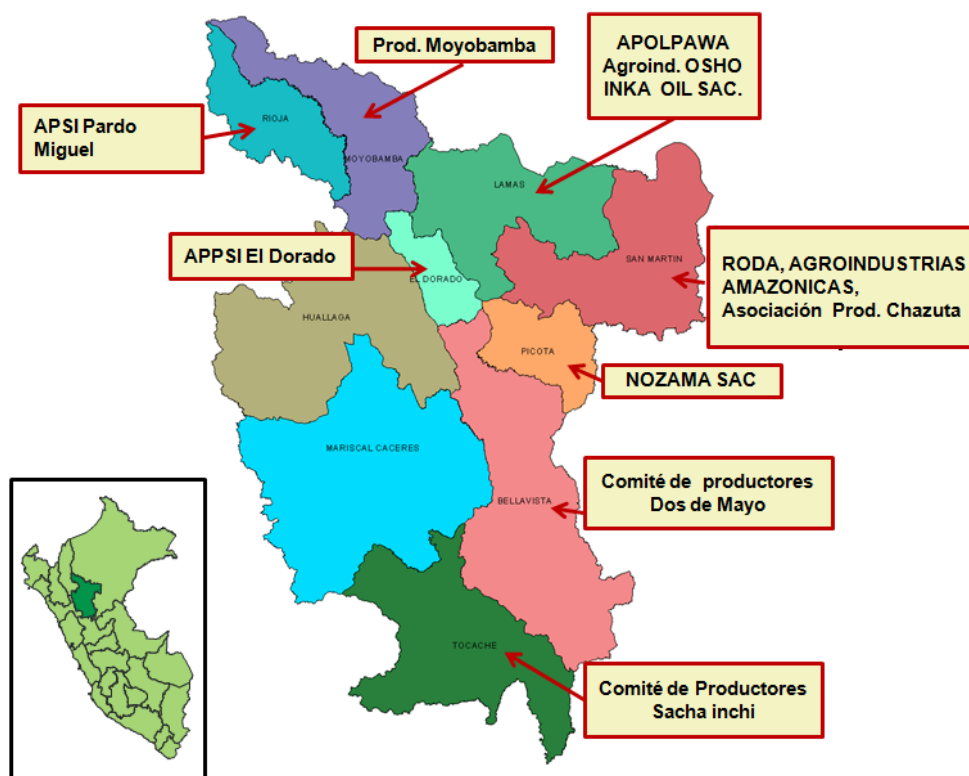 Prod. Moyobamba
APOLPAWA
Agroind. OSHO
INKA OIL SAC.
APSI Pardo
Miguel
RIOJA
MOYOBAMBA
LAMAS
APPSI El Dorado
EL DORADO
SAN MARTIN
RODA, AGROINDUSTRIAS
AMAZONICAS,
Asociación Prod. Chazuta
HUALLAGA
PICOTA
NOZAMA SAC
MARISCAL CACERES
BELLAVISTA
Comité de productores
Dos de Mayo
TOCACHE
Comité de Productores
Sacha inchi